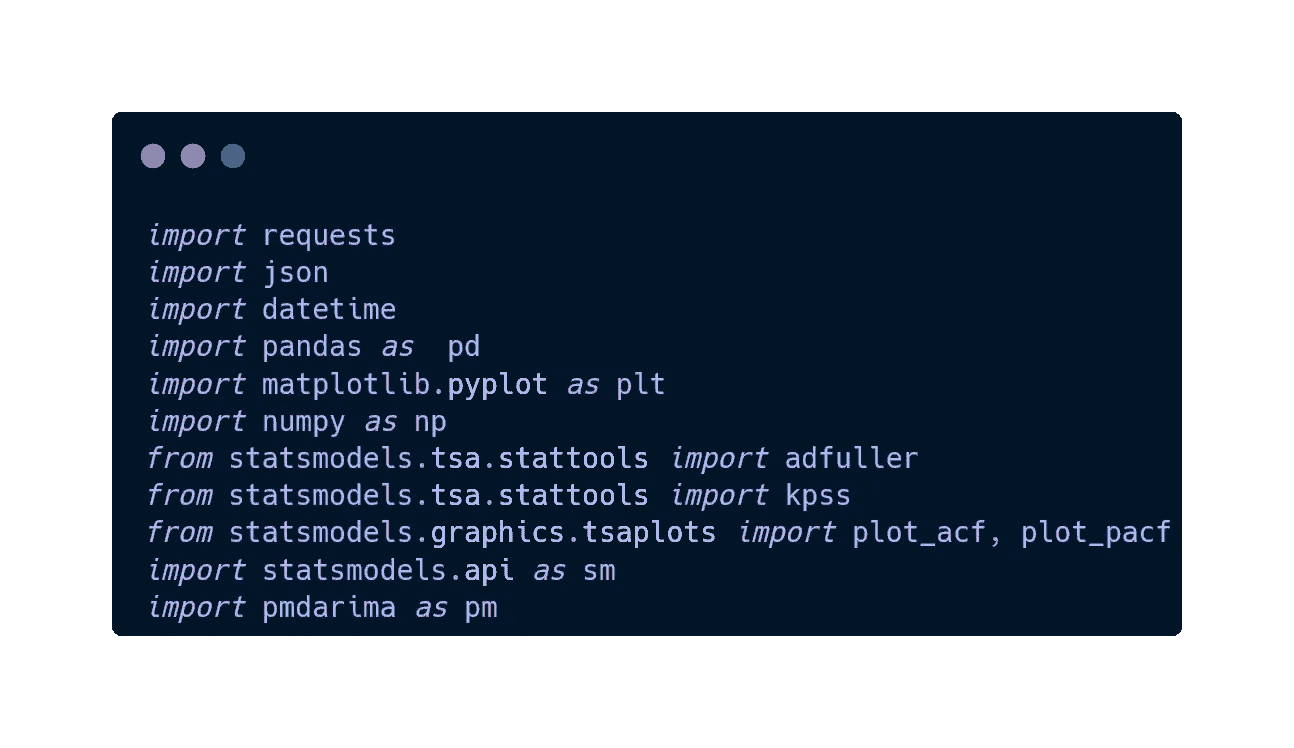 import requests
import json
import datetime
import pandas as  pd
import matplotlib.pyplot as plt
import numpy as np
from statsmodels.tsa.stattools import adfuller
from statsmodels.tsa.stattools import kpss
from statsmodels.graphics.tsaplots import plot_acf, plot_pacf
import statsmodels.api as sm
import pmdarima as pm